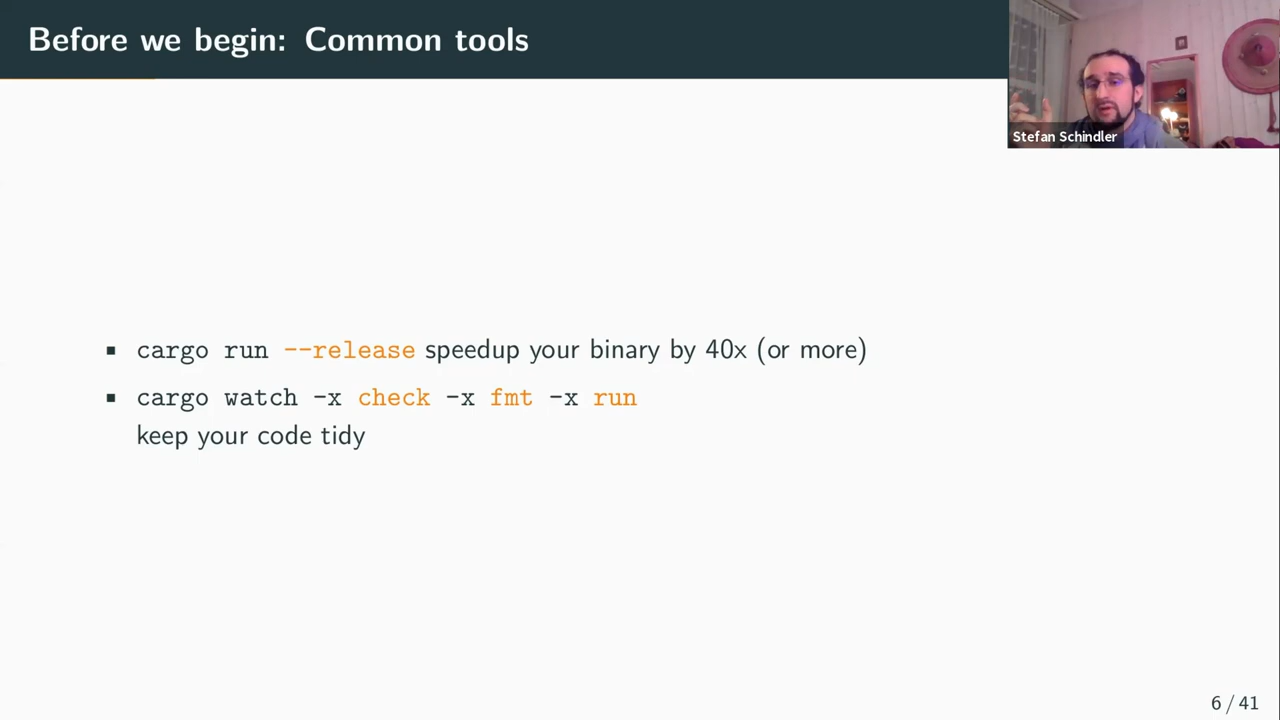 Before we begin: Common tools
Stefan Schindler
▪ cargo run --release speedup your binary by 40x (or more)
▪ cargo watch -x check -x fmt -x run
keep your code tidy
6 / 41